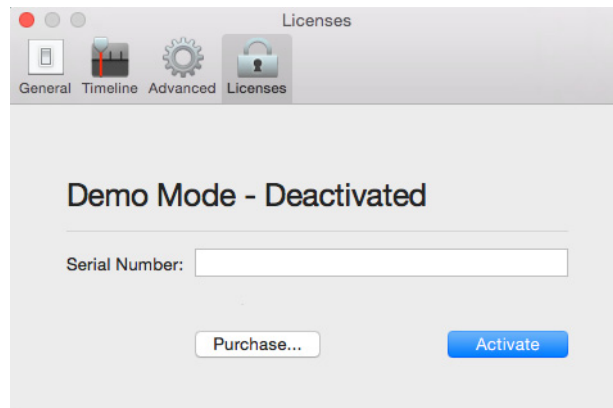 Licenses
General Timeline Advanced Licenses
Demo Mode - Deactivated
Serial Number:
Purchase... Activate